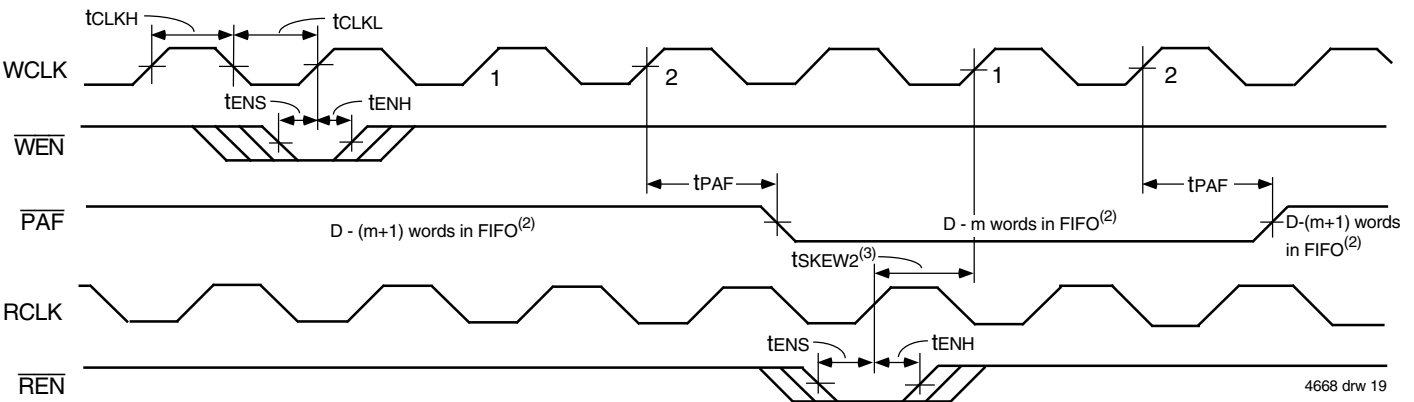 tCLKH
tCLKL
WCLK
1
2
1
2
tENS
tENH
WEN
tPAF
tPAF
PAF
D - (m+1) words in FIFO(2)
D - m words in FIFO(2)
D-(m+1) words
in FIFO(2)
tSKEW2(3)
RCLK
tENS
tENH
REN
4668 drw 19